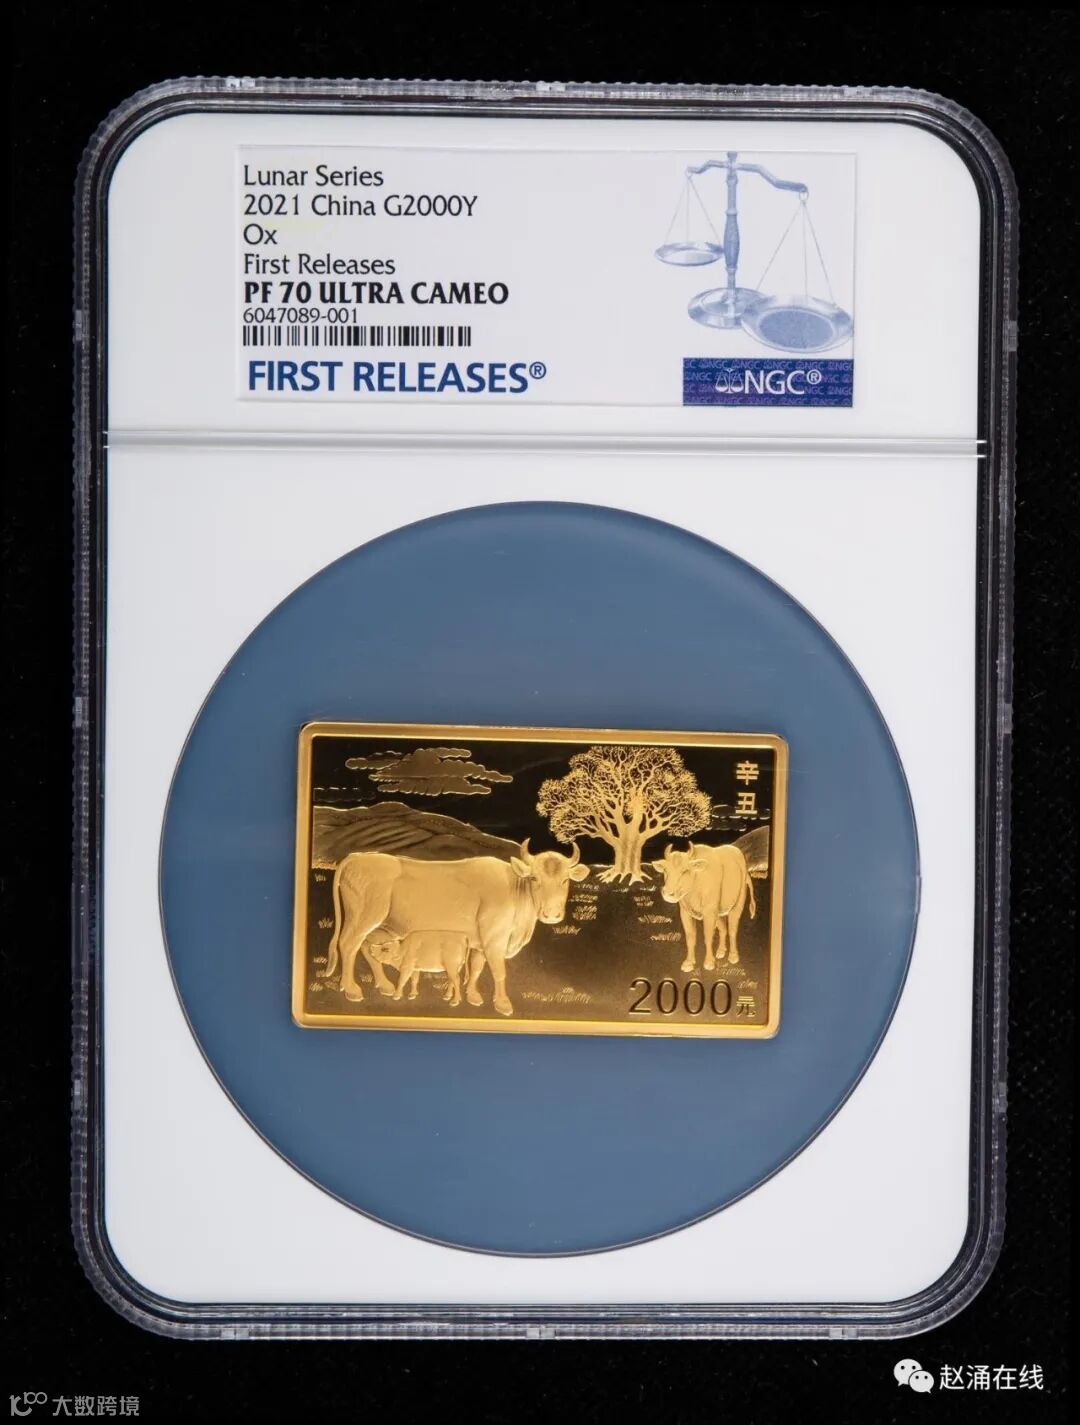 Lunar Series
2021 China G2000Y
Ox
First Releases
PF 70 ULTRA CAMEO
6047089-001
FIRST RELEASES®
NGC®
辛
丑
2000元
赵涌在线
大数跨境